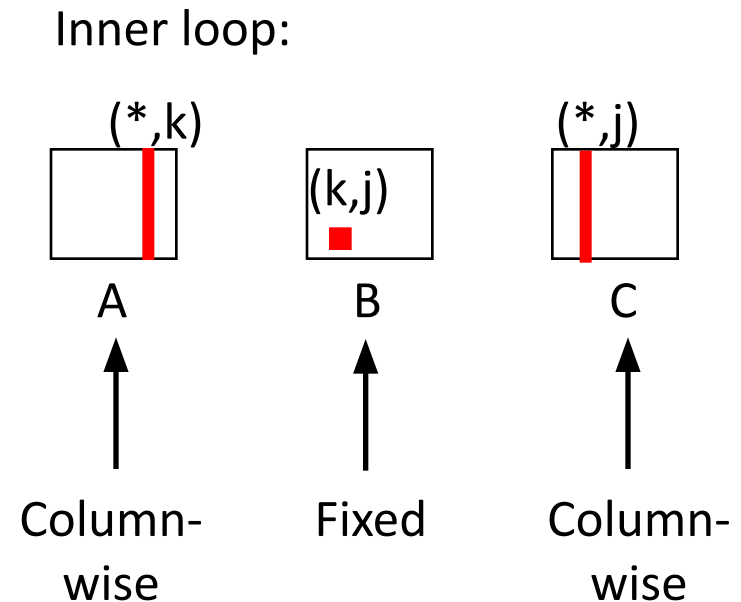 Inner loop:
(*,k)
(*,j)
(k,j)
A
B
C
Column-
wise
Fixed
Column-
wise